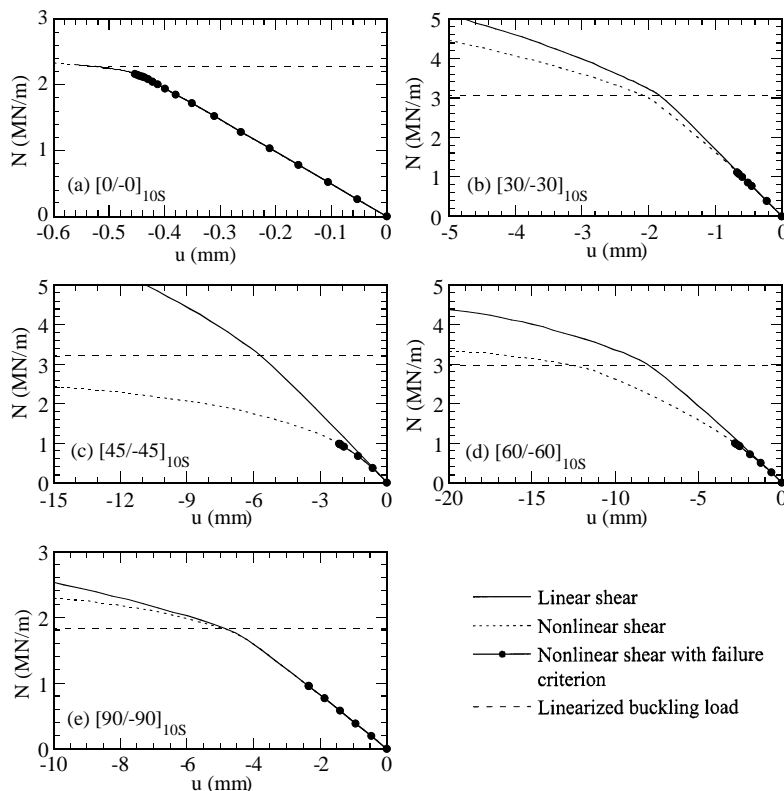 3
2
1
0
N (MN/m)
(a) [0/-0]10S
-0.6 -0.5 -0.4 -0.3 -0.2 -0.1 0
u (mm)
5
4
3
2
1
0
N (MN/m)
(b) [30/-30]10S
-5 -4 -3 -2 -1 0
u (mm)
5
4
3
2
1
0
N (MN/m)
(c) [45/-45]10S
-15 -12 -9 -6 -3 0
u (mm)
5
4
3
2
1
0
N (MN/m)
(d) [60/-60]10S
-20 -15 -10 -5 0
u (mm)
3
2
1
0
N (MN/m)
(e) [90/-90]10S
-10 -8 -6 -4 -2 0
u (mm)
Linear shear
Nonlinear shear
Nonlinear shear with failure
criterion
Linearized buckling load